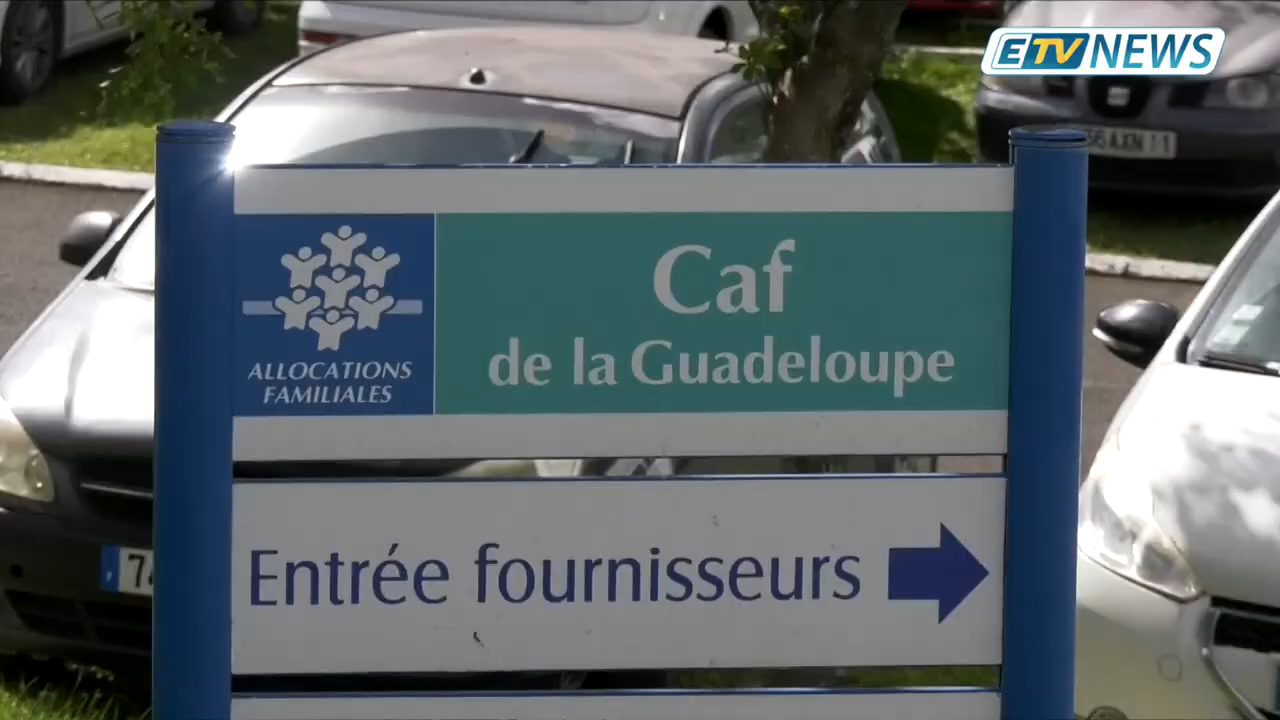 ETV NEWS
Caf
de la Guadeloupe
ALLOCATIONS
FAMILIALES
Entrée fournisseurs